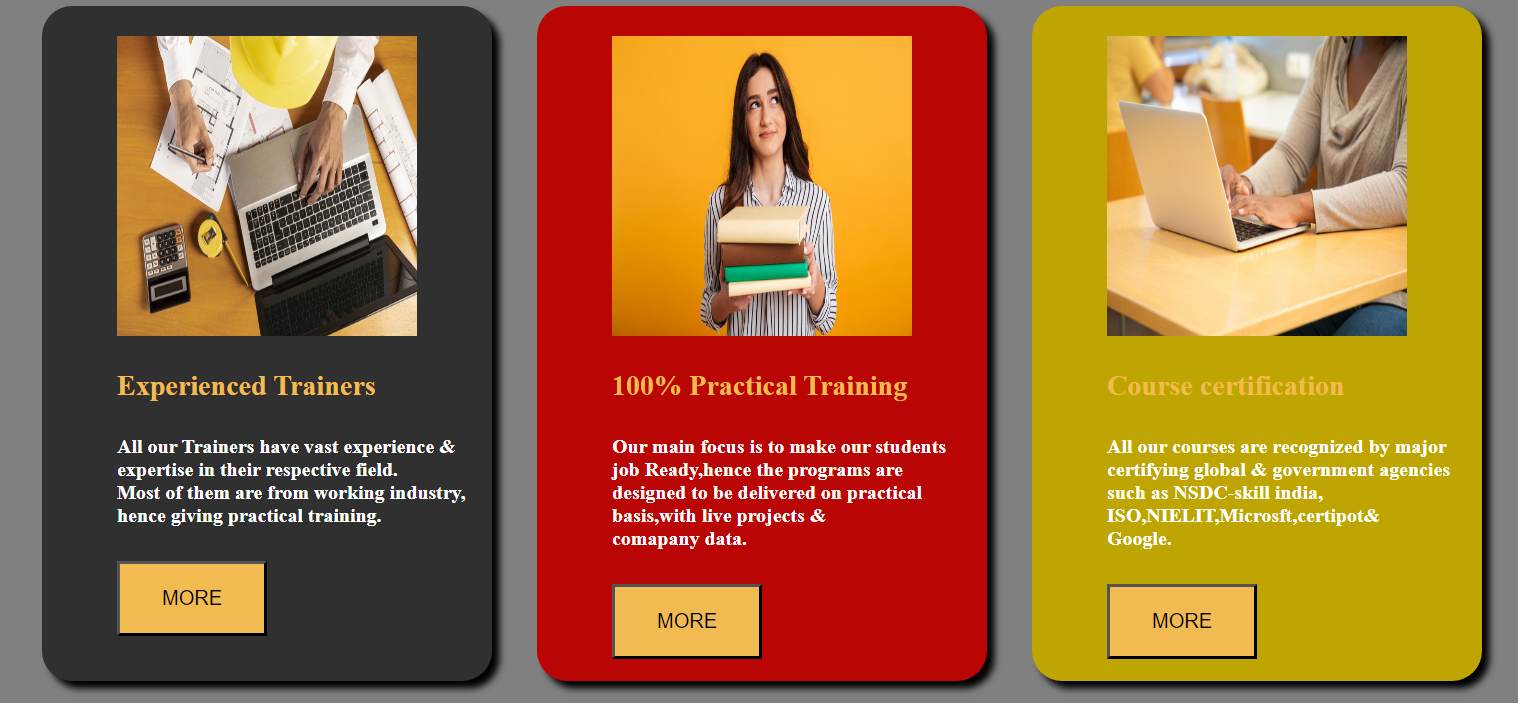 Experienced Trainers
All our Trainers have vast experience &
expertise in their respective field.
Most of them are from working industry,
hence giving practical training.
MORE
100% Practical Training
Our main focus is to make our students
job Ready,hence the programs are
designed to be delivered on practical
basis,with live projects &
comapany data.
MORE
Course certification
All our courses are recognized by major
certifying global & government agencies
such as NSDC-skill india,
ISO,NIELIT,Microsft,certipot&
Google.
MORE